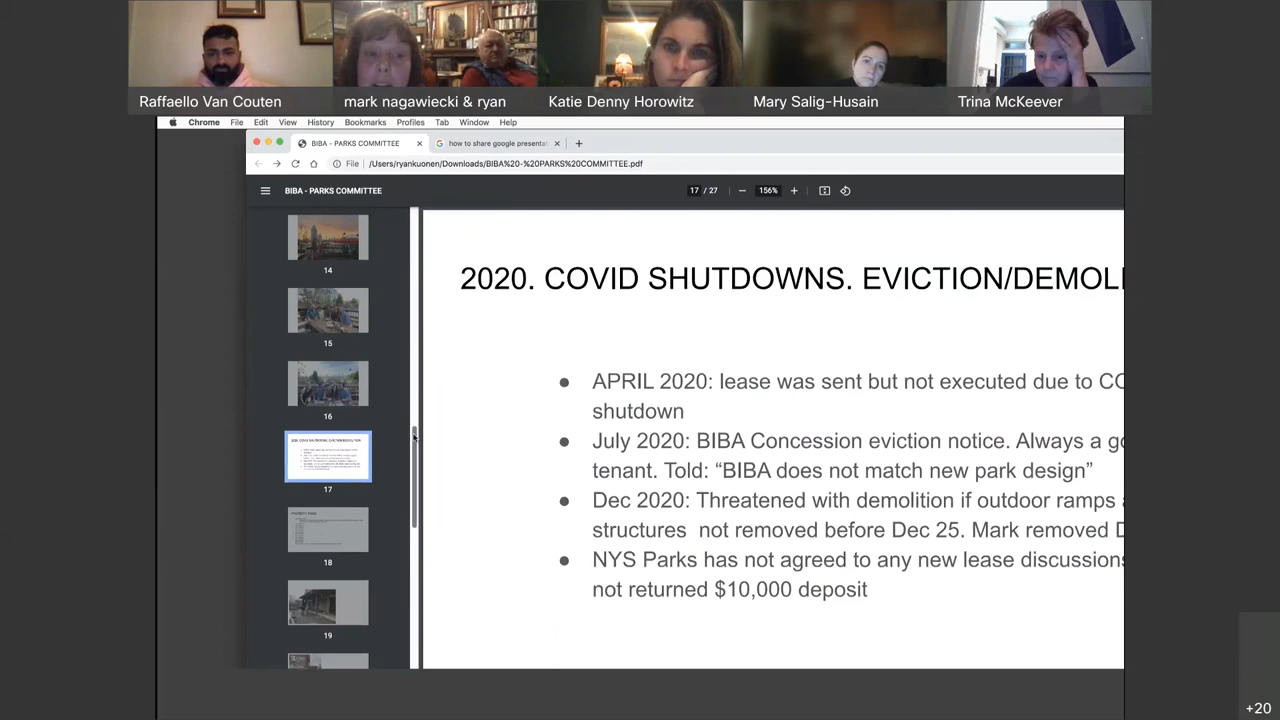 Raffaello Van Couten
mark nagawiecki & ryan
Katie Denny Horowitz
Mary Salig-Husain
Trina McKeever
Chrome File Edit View History Bookmarks Profiles Tab Window Help
BIBA - PARKS COMMITTEE
how to share google presentat
File /Users/ryankuonen/Downloads/BIBA%20-%20PARKS%20COMMITTEE.pdf
BIBA - PARKS COMMITTEE
17 / 27
156%
14
15
16
17
18
19
2020. COVID SHUTDOWNS. EVICTION/DEMOLI
● APRIL 2020: lease was sent but not executed due to CO
shutdown
● July 2020: BIBA Concession eviction notice. Always a go
tenant. Told: “BIBA does not match new park design”
● Dec 2020: Threatened with demolition if outdoor ramps a
structures not removed before Dec 25. Mark removed D
● NYS Parks has not agreed to any new lease discussions
not returned $10,000 deposit
+20